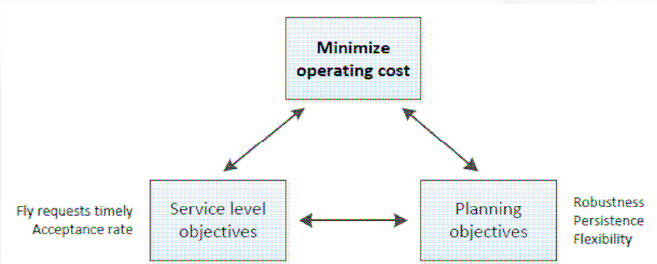 Minimize
operating cost
Fly requests timely
Acceptance rate
Service level
objectives
Planning
objectives
Robustness
Persistence
Flexibility